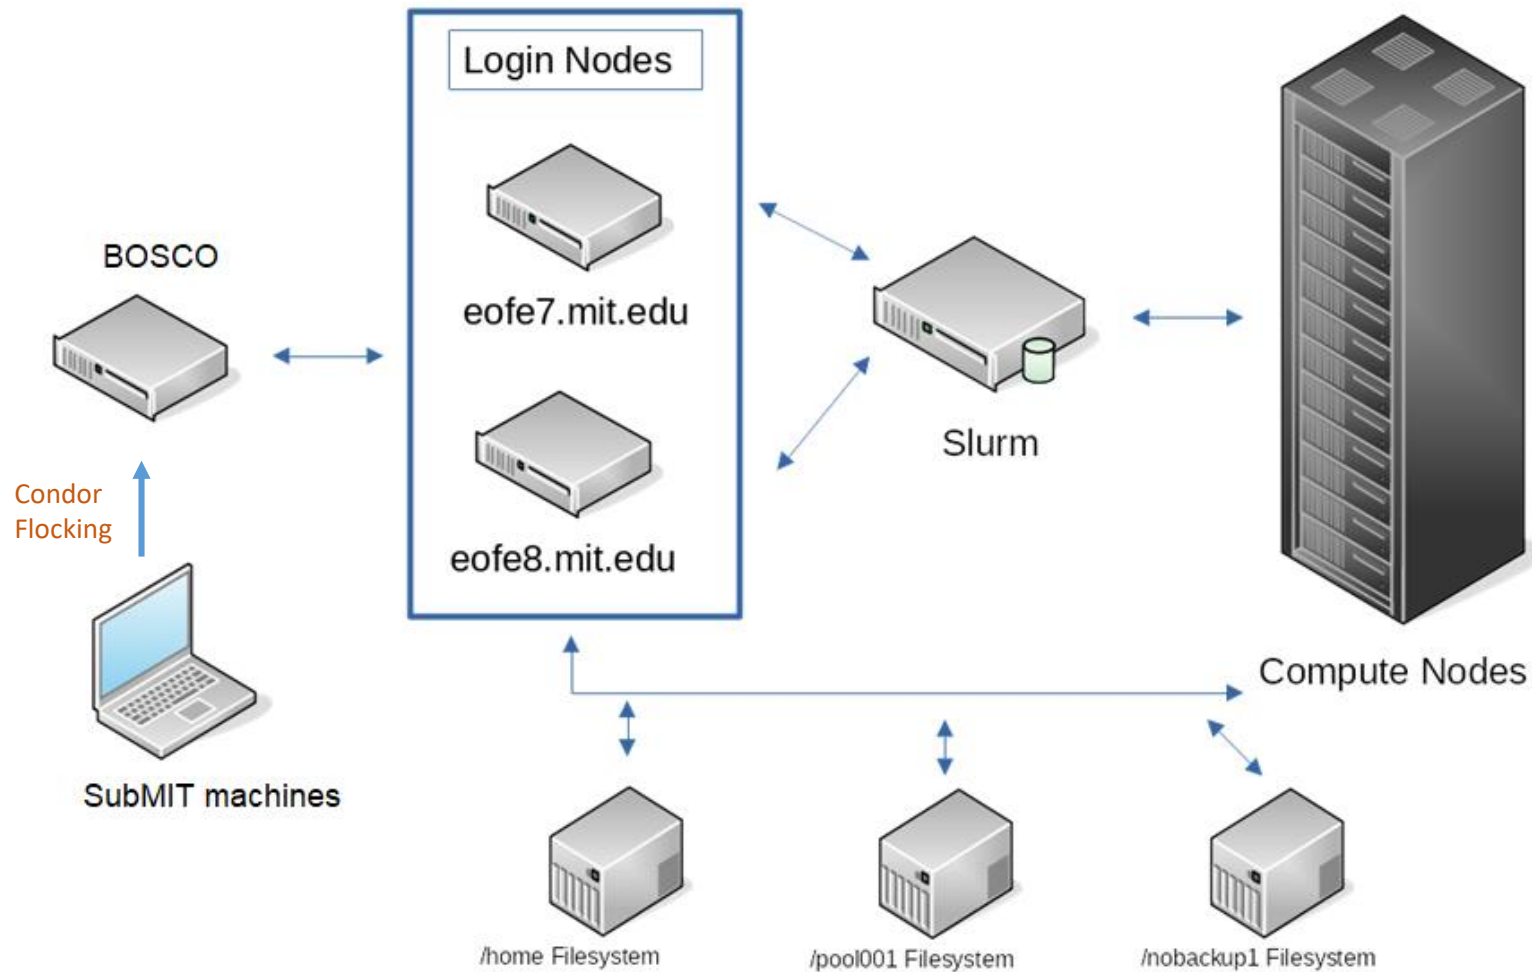 Login Nodes
eofe7.mit.edu
BOSCO
Slurm
Condor
Flocking
eofe8.mit.edu
Compute Nodes
SubMIT machines
/home Filesystem
/pool001 Filesystem
/nobackup1 Filesystem